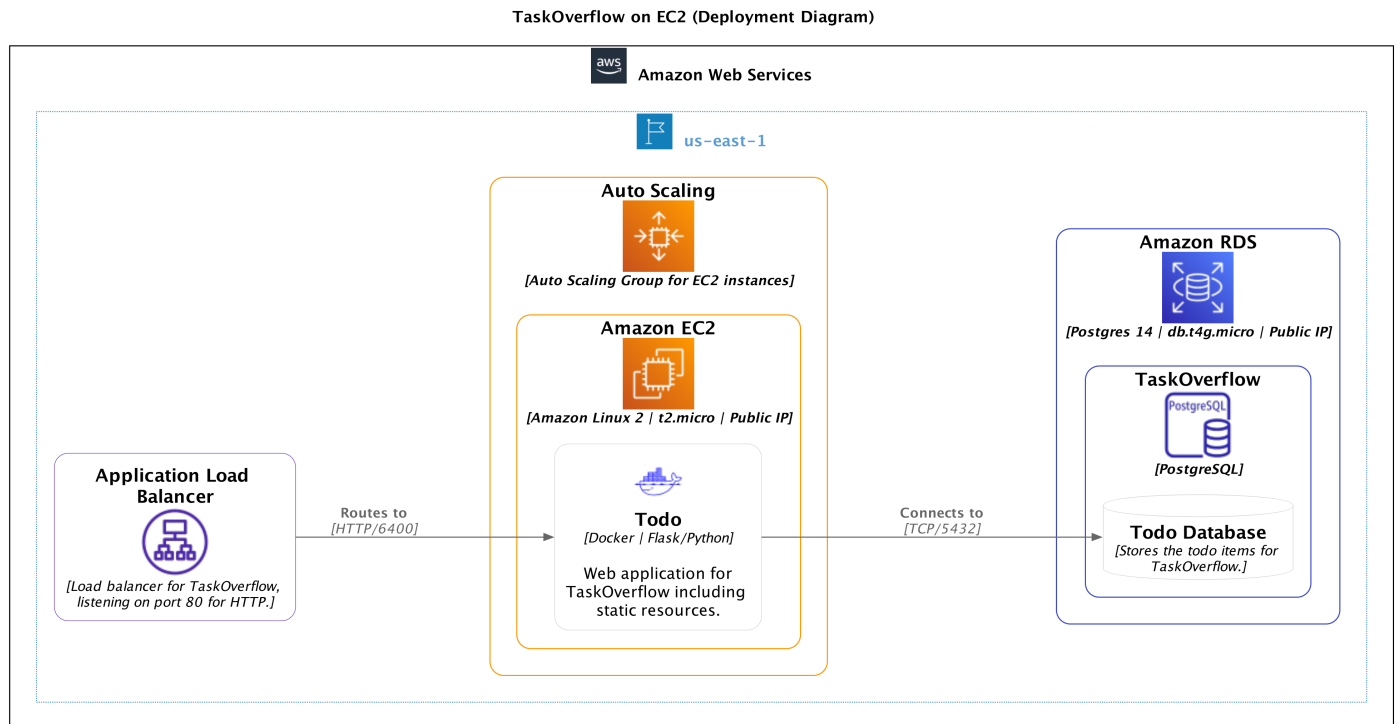 TaskOverflow on EC2 (Deployment Diagram)
aws
Amazon Web Services
us-east-1
Auto Scaling
[Auto Scaling Group for EC2 instances]
Amazon EC2
[Amazon Linux 2 | t2.micro | Public IP]
Amazon RDS
[Postgres 14 | db.t4g.micro | Public IP]
TaskOverflow
PostgreSQL
[PostgreSQL]
Application Load
Balancer
[Load balancer for TaskOverflow,
listening on port 80 for HTTP.]
Routes to
[HTTP/6400]
Todo
[Docker | Flask/Python]
Web application for
TaskOverflow including
static resources.
Connects to
[TCP/5432]
Todo Database
[Stores the todo items for
TaskOverflow.]